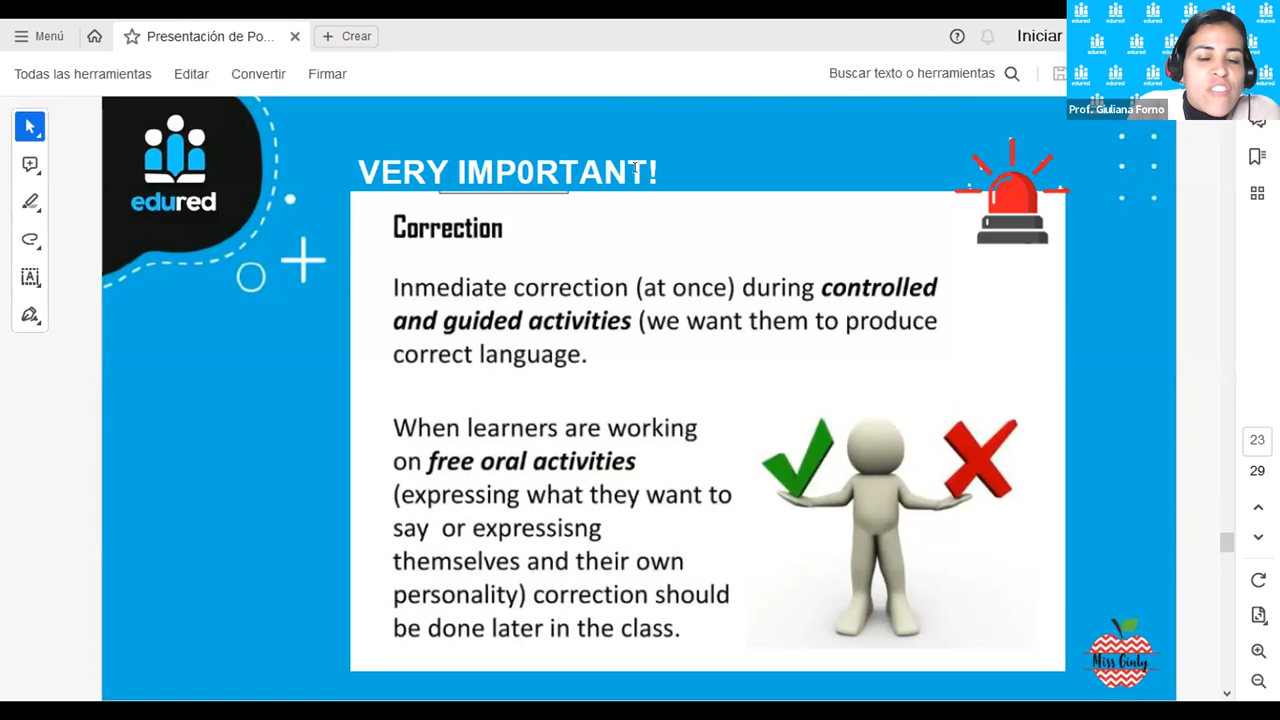 Menú
Presentación de Po...
Crear
Iniciar
Todas las herramientas
Editar
Convertir
Firmar
Buscar texto o herramientas
Prof. Giuliana Forno
edured
VERY IMP0RTANT!
Correction
Inmediate correction (at once) during controlled
and guided activities (we want them to produce
correct language.
When learners are working
on free oral activities
(expressing what they want to
say or expressisng
themselves and their own
personality) correction should
be done later in the class.
23
29
Miss Giuly